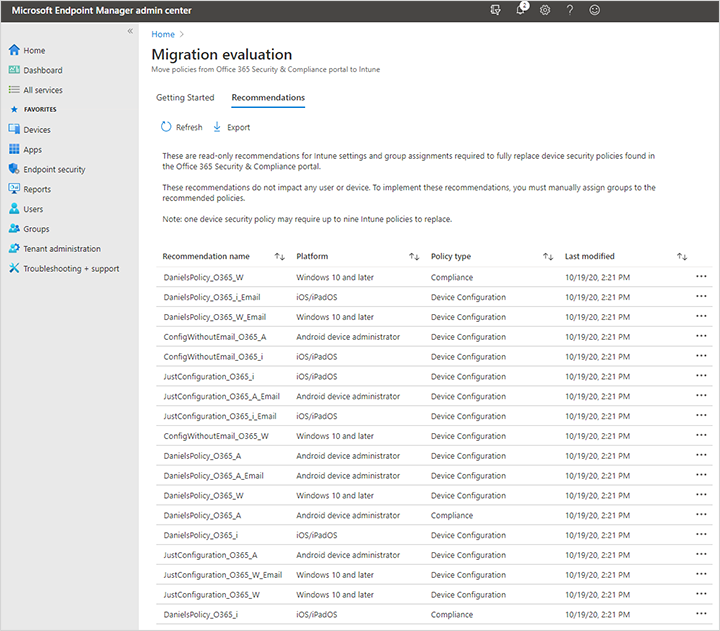 Microsoft Endpoint Manager admin center
2
Home
Dashboard
All services
FAVORITES
Devices
Apps
Endpoint security
Reports
Users
Groups
Tenant administration
Troubleshooting + support
Home
Migration evaluation
Move policies from Office 365 Security & Compliance portal to Intune
Getting Started Recommendations
Refresh Export
These are read-only recommendations for Intune settings and group assignments required to fully replace device security policies found in
the Office 365 Security & Compliance portal.
These recommendations do not impact any user or device. To implement these recommendations, you must manually assign groups to the
recommended policies.
Note: one device security policy may require up to nine Intune policies to replace.
Recommendation name Platform Policy type Last modified
DanielsPolicy_O365_W Windows 10 and later Compliance 10/19/20, 2:21 PM
DanielsPolicy_O365_i_Email iOS/iPadOS Device Configuration 10/19/20, 2:21 PM
DanielsPolicy_O365_W_Email Windows 10 and later Device Configuration 10/19/20, 2:21 PM
ConfigWithoutEmail_O365_A Android device administrator Device Configuration 10/19/20, 2:21 PM
ConfigWithoutEmail_O365_i iOS/iPadOS Device Configuration 10/19/20, 2:21 PM
JustConfiguration_O365_i iOS/iPadOS Device Configuration 10/19/20, 2:21 PM
JustConfiguration_O365_A_Email Android device administrator Device Configuration 10/19/20, 2:21 PM
JustConfiguration_O365_i_Email iOS/iPadOS Device Configuration 10/19/20, 2:21 PM
ConfigWithoutEmail_O365_W Windows 10 and later Device Configuration 10/19/20, 2:21 PM
DanielsPolicy_O365_A Android device administrator Device Configuration 10/19/20, 2:21 PM
DanielsPolicy_O365_A_Email Android device administrator Device Configuration 10/19/20, 2:21 PM
DanielsPolicy_O365_W Windows 10 and later Device Configuration 10/19/20, 2:21 PM
DanielsPolicy_O365_A Android device administrator Compliance 10/19/20, 2:21 PM
DanielsPolicy_O365_i iOS/iPadOS Device Configuration 10/19/20, 2:21 PM
JustConfiguration_O365_A Android device administrator Device Configuration 10/19/20, 2:21 PM
JustConfiguration_O365_W_Email Windows 10 and later Device Configuration 10/19/20, 2:21 PM
JustConfiguration_O365_W Windows 10 and later Device Configuration 10/19/20, 2:21 PM
DanielsPolicy_O365_i iOS/iPadOS Compliance 10/19/20, 2:21 PM